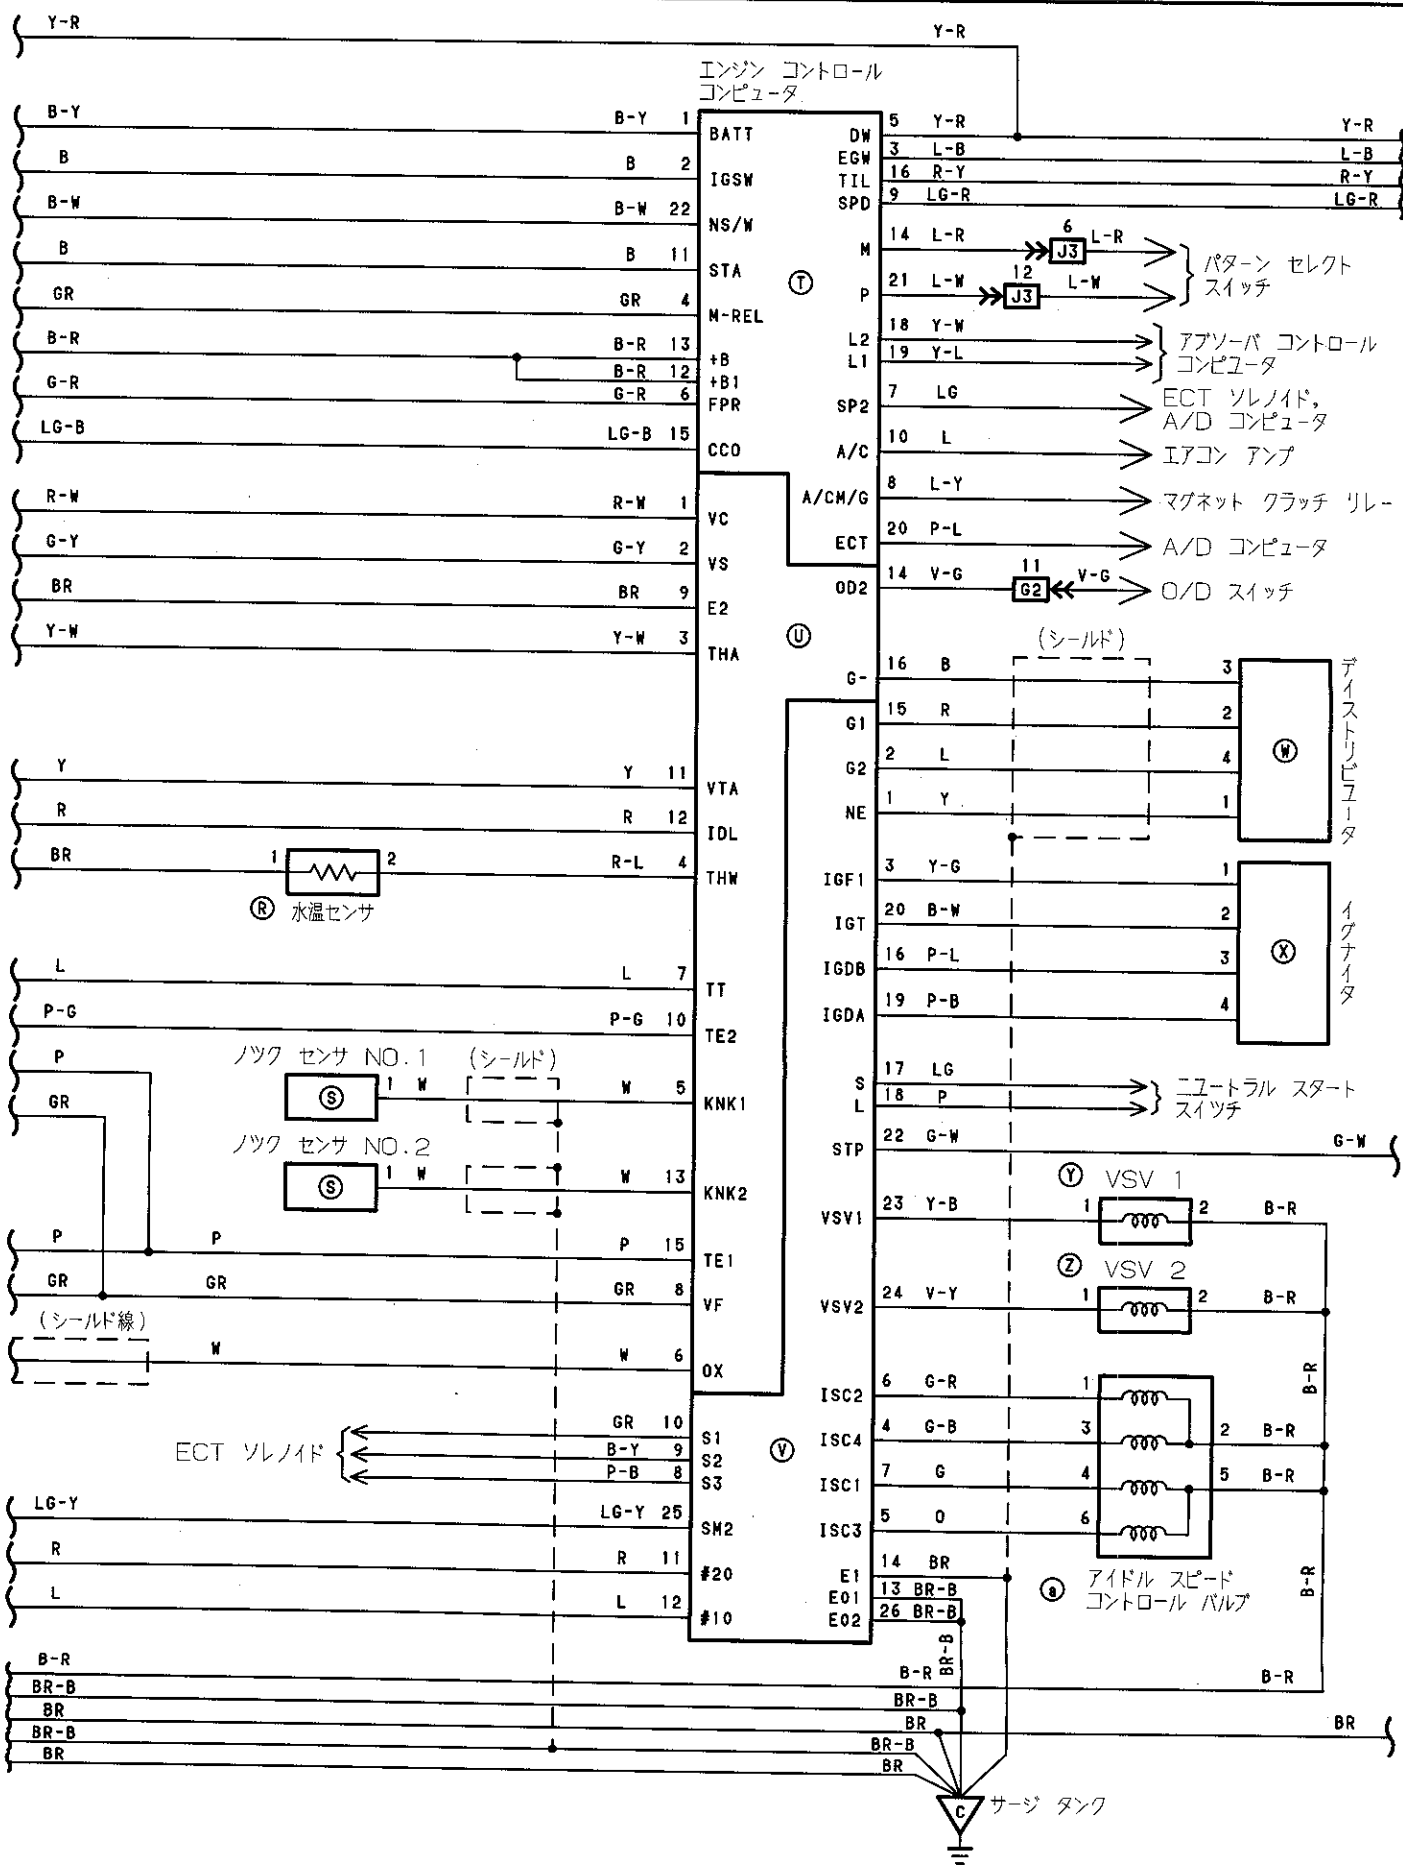 Y-R
Y-R
エンジン コントロール
コンピュータ
B-Y B-Y 1 BATT
B B 2 IGSW
B-W B-W 22 NS/W
B B 11 STA
GR GR 4 M-REL
B-R B-R 13 +B
B-R 12 +B1
G-R G-R 6 FPR
LG-B LG-B 15 CCO
DW 5 Y-R Y-R
EGW 3 L-B L-B
TIL 16 R-Y R-Y
SPD 9 LG-R LG-R
M 14 L-R 6 J3 L-R
P 21 L-W 12 J3 L-W
パターン セレクト
スイッチ
Ⓣ
L2 18 Y-W
L1 19 Y-L
アブソーバ コントロール
コンピュータ
SP2 7 LG
ECT ソレノイド,
A/D コンピュータ
A/C 10 L エアコン アンプ
A/CM/G 8 L-Y マグネット クラッチ リレー
ECT 20 P-L A/D コンピュータ
OD2 14 V-G 11 G2 V-G O/D スイッチ
R-W R-W 1 VC
G-Y G-Y 2 VS
BR BR 9 E2
Y-W Y-W 3 THA
Ⓤ
(シールド)
G- 16 B 3
G1 15 R 2
G2 2 L 4
NE 1 Y 1
Ⓦ
ディストリビュータ
Y Y 11 VTA
R R 12 IDL
BR 1 2 R-L 4 THW
Ⓡ 水温センサ
IGF1 3 Y-G 1
IGT 20 B-W 2
IGDB 16 P-L 3
IGDA 19 P-B 4
Ⓧ
イグナイタ
L L 7 TT
P-G P-G 10 TE2
P
GR
ノック センサ NO.1 (シールド)
Ⓢ 1 W W 5 KNK1
ノック センサ NO.2
Ⓢ 1 W W 13 KNK2
S 17 LG
L 18 P
ニュートラル スタート
スイッチ
STP 22 G-W G-W
Ⓨ VSV 1
VSV1 23 Y-B 1 2 B-R
Ⓩ VSV 2
VSV2 24 V-Y 1 2 B-R
P P P 15 TE1
GR GR GR 8 VF
(シールド線)
W W 6 OX
B-R
ISC2 6 G-R 1
ISC4 4 G-B 3 2 B-R
ISC1 7 G 4 5 B-R
ISC3 5 O 6
ⓐ アイドル スピード
コントロール バルブ
B-R
ECT ソレノイド
GR 10 S1
B-Y 9 S2
P-B 8 S3
Ⓥ
LG-Y LG-Y 25 SM2
R R 11 #20
L L 12 #10
E1 14 BR
E01 13 BR-B
E02 26 BR-B
BR-B
B-R B-R B-R
BR-B BR-B
BR BR BR
BR-B BR-B
BR BR
C サージ タンク